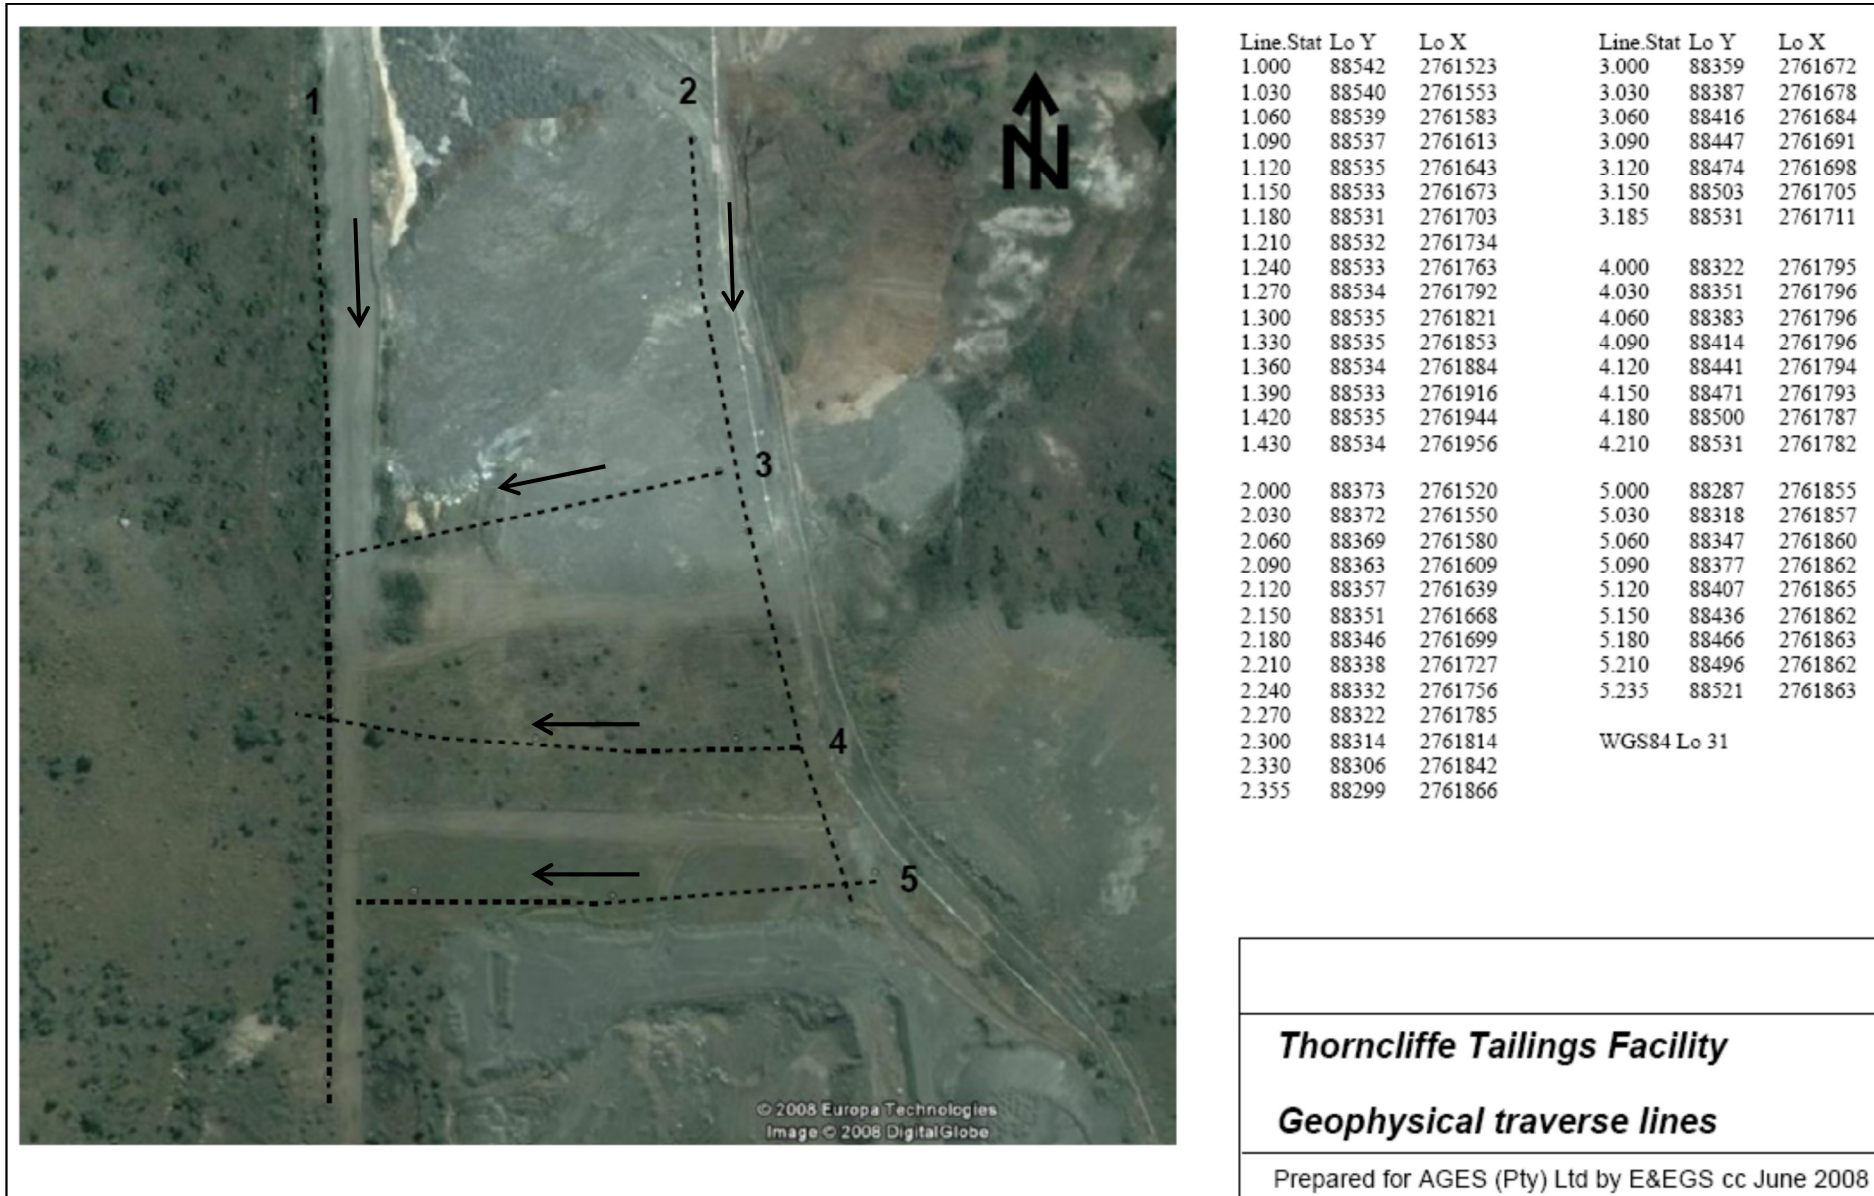 1
2
N
3
4
5
© 2008 Europa Technologies
Image © 2008 DigitalGlobe
Line.Stat Lo Y Lo X
1.000 88542 2761523
1.030 88540 2761553
1.060 88539 2761583
1.090 88537 2761613
1.120 88535 2761643
1.150 88533 2761673
1.180 88531 2761703
1.210 88532 2761734
1.240 88533 2761763
1.270 88534 2761792
1.300 88535 2761821
1.330 88535 2761853
1.360 88534 2761884
1.390 88533 2761916
1.420 88535 2761944
1.430 88534 2761956
2.000 88373 2761520
2.030 88372 2761550
2.060 88369 2761580
2.090 88363 2761609
2.120 88357 2761639
2.150 88351 2761668
2.180 88346 2761699
2.210 88338 2761727
2.240 88332 2761756
2.270 88322 2761785
2.300 88314 2761814
2.330 88306 2761842
2.355 88299 2761866
Line.Stat Lo Y Lo X
3.000 88359 2761672
3.030 88387 2761678
3.060 88416 2761684
3.090 88447 2761691
3.120 88474 2761698
3.150 88503 2761705
3.185 88531 2761711
4.000 88322 2761795
4.030 88351 2761796
4.060 88383 2761796
4.090 88414 2761796
4.120 88441 2761794
4.150 88471 2761793
4.180 88500 2761787
4.210 88531 2761782
5.000 88287 2761855
5.030 88318 2761857
5.060 88347 2761860
5.090 88377 2761862
5.120 88407 2761865
5.150 88436 2761862
5.180 88466 2761863
5.210 88496 2761862
5.235 88521 2761863
WGS84 Lo 31
Thorncliffe Tailings Facility
Geophysical traverse lines
Prepared for AGES (Pty) Ltd by E&EGS cc June 2008